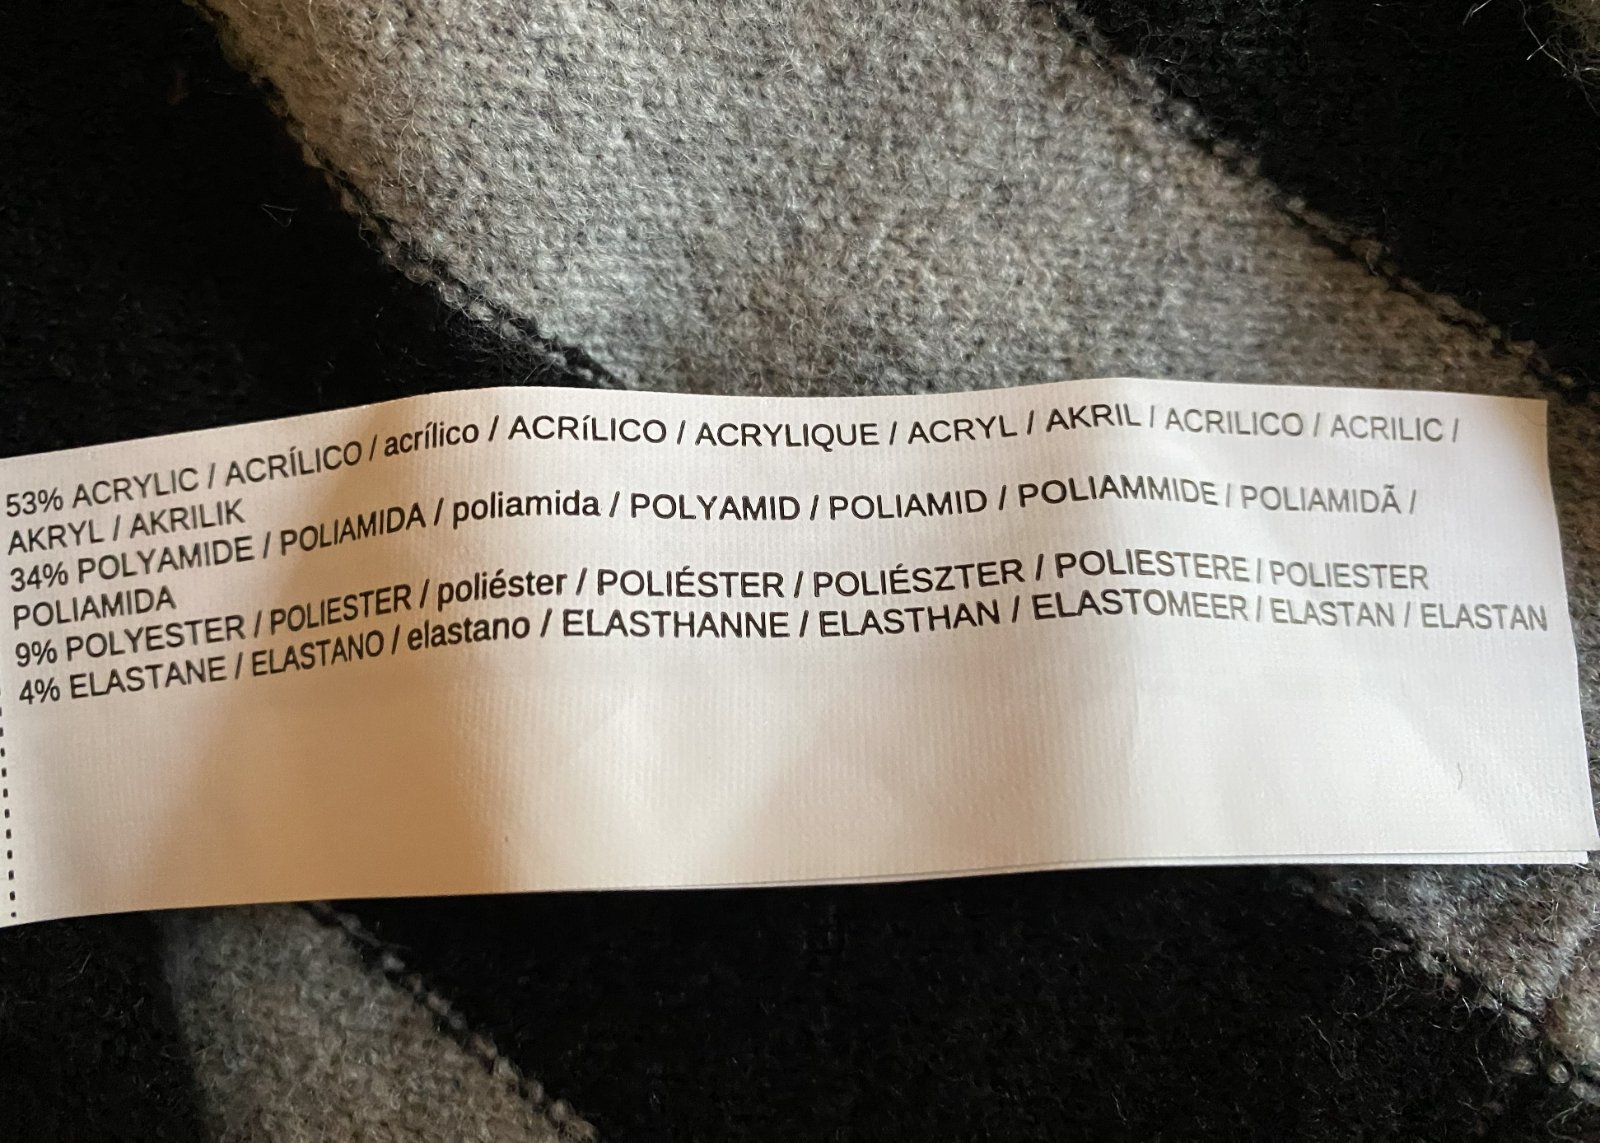 53% ACRYLIC / ACRÍLICO / acrílico / ACRíLICO / ACRYLIQUE / ACRYL / AKRIL / ACRILICO / ACRILIC /
AKRYL / AKRILIK
34% POLYAMIDE / POLIAMIDA / poliamida / POLYAMID / POLIAMID / POLIAMMIDE / POLIAMIDÃ /
POLIAMIDA
9% POLYESTER / POLIESTER / poliéster / POLIÉSTER / POLIÉSZTER / POLIESTERE / POLIESTER
4% ELASTANE / ELASTANO / elastano / ELASTHANNE / ELASTHAN / ELASTOMEER / ELASTAN / ELASTAN